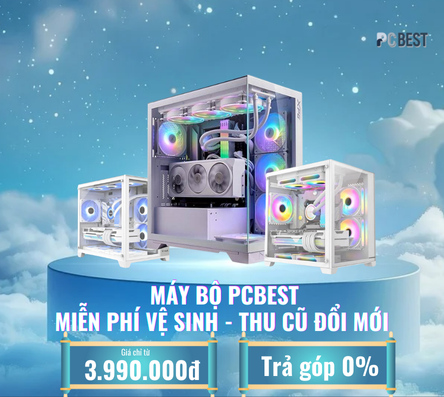 PCBEST
MÁY BỘ PCBEST
MIỄN PHÍ VỆ SINH - THU CŨ ĐỔI MỚI
Giá chỉ từ
3.990.000đ
Trả góp 0%